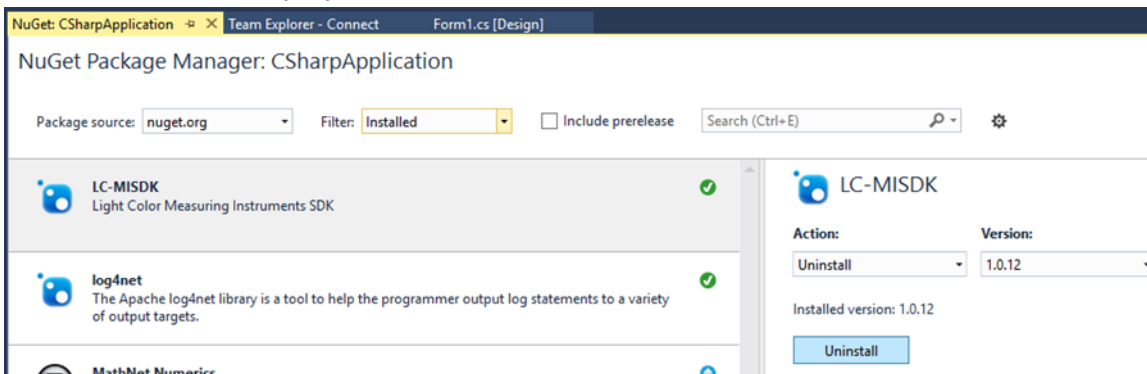 NuGet: CSharpApplication Team Explorer - Connect Form1.cs [Design]
NuGet Package Manager: CSharpApplication
Package source: nuget.org Filter: Installed Include prerelease Search (Ctrl+E)
LC-MISDK
Light Color Measuring Instruments SDK
log4net
The Apache log4net library is a tool to help the programmer output log statements to a variety
of output targets.
MathNet Numerics
LC-MISDK
Action: Version:
Uninstall 1.0.12
Installed version: 1.0.12
Uninstall